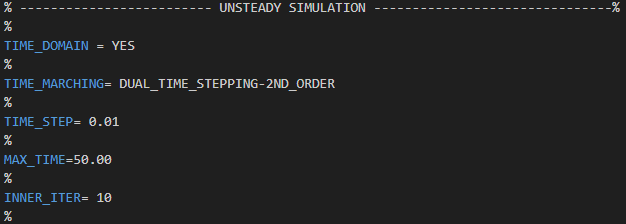 % ------------------------- UNSTEADY SIMULATION -------------------------------%
%
TIME_DOMAIN = YES
%
TIME_MARCHING= DUAL_TIME_STEPPING-2ND_ORDER
%
TIME_STEP= 0.01
%
MAX_TIME=50.00
%
INNER_ITER= 10
%